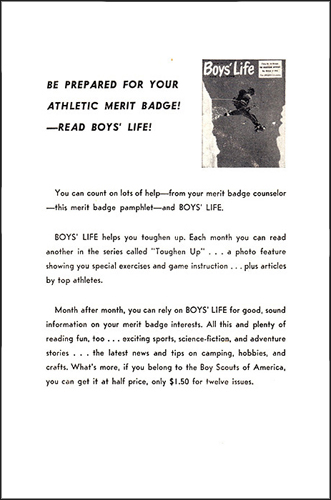 Boys' Life
BE PREPARED FOR YOUR
ATHLETIC MERIT BADGE!
—READ BOYS' LIFE!
You can count on lots of help—from your merit badge counselor
—this merit badge pamphlet—and BOYS' LIFE.
BOYS' LIFE helps you toughen up. Each month you can read
another in the series called "Toughen Up" . . . a photo feature
showing you special exercises and game instruction . . . plus articles
by top athletes.
Month after month, you can rely on BOYS' LIFE for good, sound
information on your merit badge interests. All this and plenty of
reading fun, too . . . exciting sports, science-fiction, and adventure
stories . . . the latest news and tips on camping, hobbies, and
crafts. What's more, if you belong to the Boy Scouts of America,
you can get it at half price, only $1.50 for twelve issues.